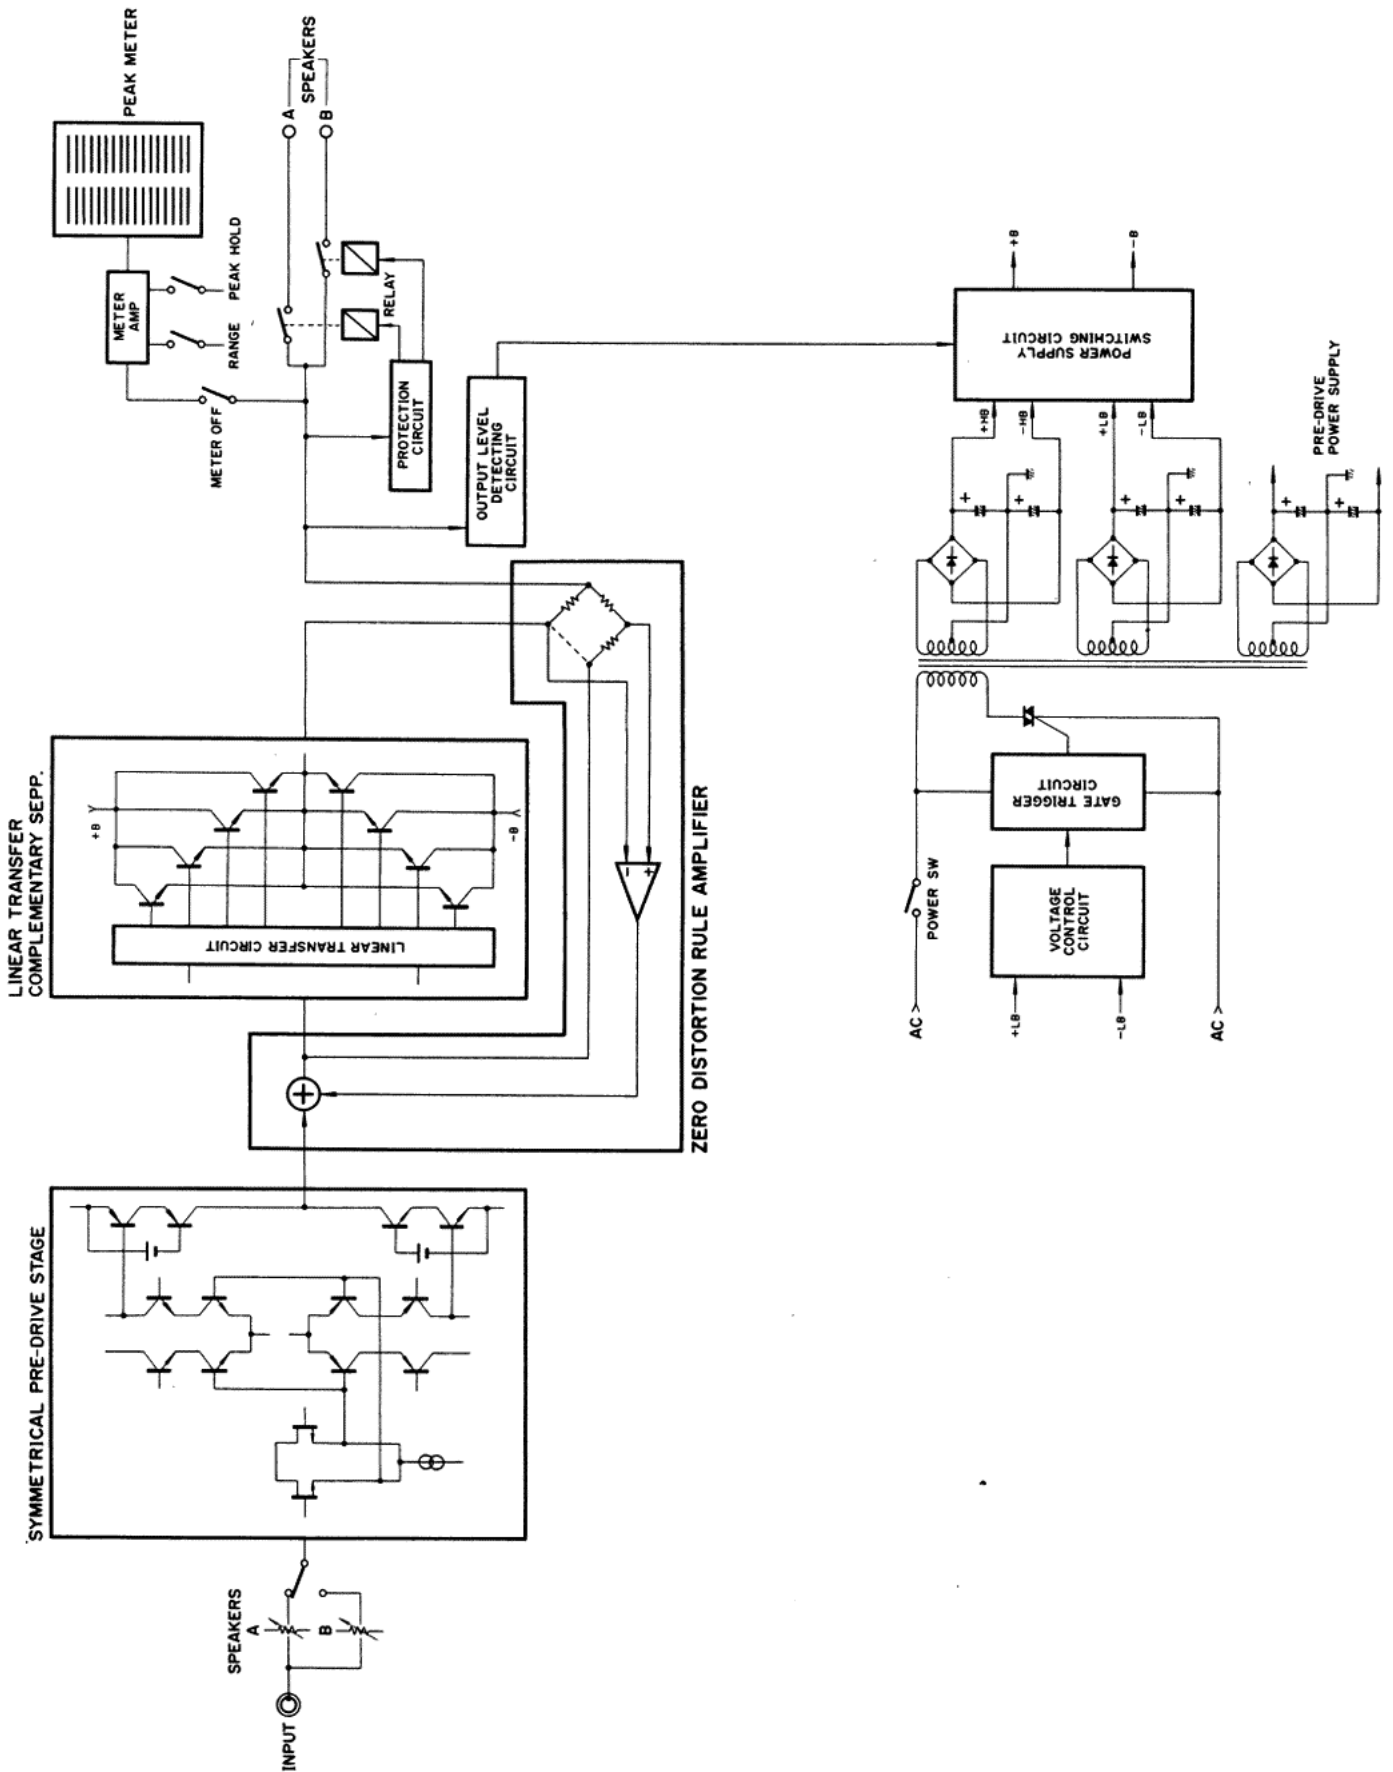 INPUT
SPEAKERS
A
B
SYMMETRICAL PRE-DRIVE STAGE
ZERO DISTORTION RULE AMPLIFIER
+
−
+
LINEAR TRANSFER
COMPLEMENTARY SEPP.
LINEAR TRANSFER CIRCUIT
+B
-B
OUTPUT LEVEL
DETECTING
CIRCUIT
PROTECTION
CIRCUIT
METER OFF
RANGE
PEAK HOLD
METER
AMP
PEAK METER
RELAY
A
B
SPEAKERS
AC
AC
POWER SW
+LB
-LB
VOLTAGE
CONTROL
CIRCUIT
GATE TRIGGER
CIRCUIT
+
+
+
+
+
+
+HB
-HB
+LB
-LB
POWER SUPPLY
SWITCHING CIRCUIT
+B
-B
PRE-DRIVE
POWER SUPPLY